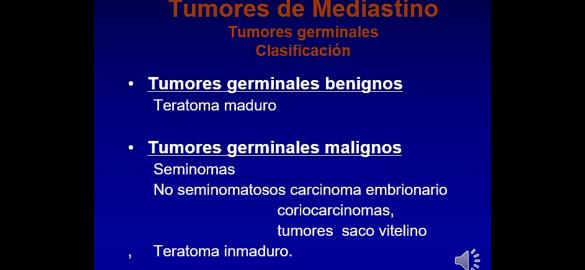 Tumores de Mediastino
Tumores germinales
Clasificación
• Tumores germinales benignos
Teratoma maduro
• Tumores germinales malignos
Seminomas
No seminomatosos carcinoma embrionario
coriocarcinomas,
tumores saco vitelino
, Teratoma inmaduro.